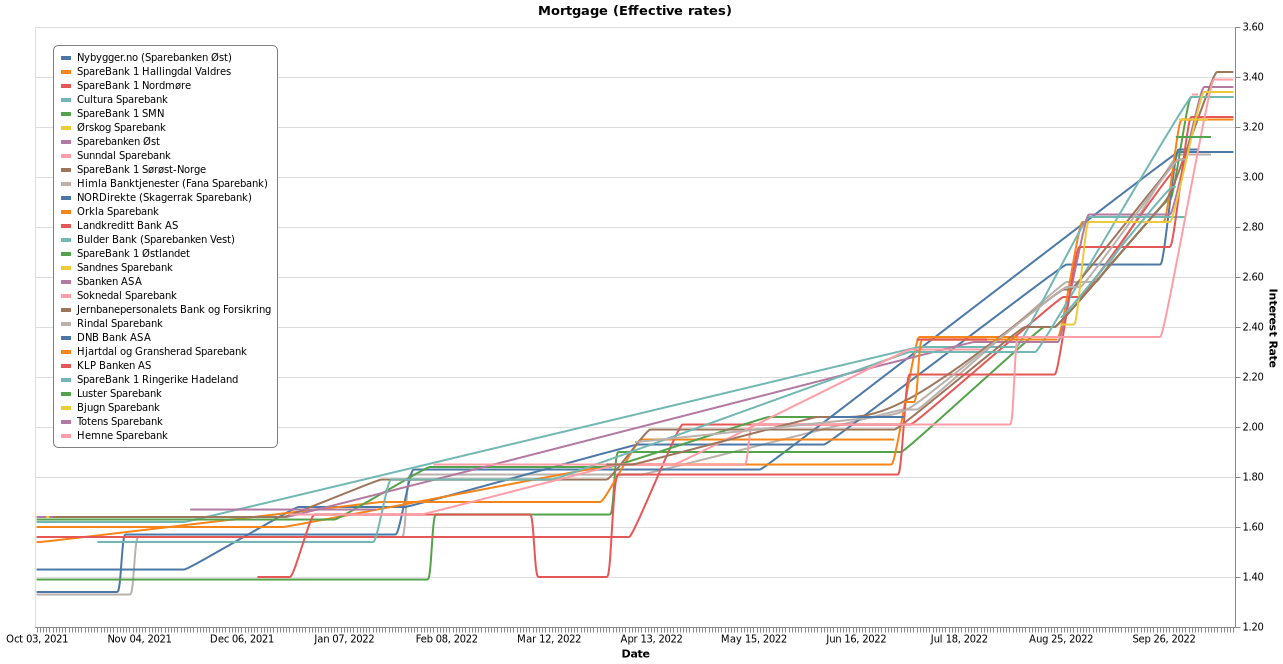 Mortgage (Effective rates)
Nybygger.no (Sparebanken Øst)
SpareBank 1 Hallingdal Valdres
SpareBank 1 Nordmøre
Cultura Sparebank
SpareBank 1 SMN
Ørskog Sparebank
Sparebanken Øst
Sunndal Sparebank
SpareBank 1 Sørøst-Norge
Himla Banktjenester (Fana Sparebank)
NORDirekte (Skagerrak Sparebank)
Orkla Sparebank
Landkreditt Bank AS
Bulder Bank (Sparebanken Vest)
SpareBank 1 Østlandet
Sandnes Sparebank
Sbanken ASA
Soknedal Sparebank
Jernbanepersonalets Bank og Forsikring
Rindal Sparebank
DNB Bank ASA
Hjartdal og Gransherad Sparebank
KLP Banken AS
SpareBank 1 Ringerike Hadeland
Luster Sparebank
Bjugn Sparebank
Totens Sparebank
Hemne Sparebank
3.60
3.40
3.20
3.00
2.80
2.60
2.40
2.20
2.00
1.80
1.60
1.40
1.20
Interest Rate
Oct 03, 2021 Nov 04, 2021 Dec 06, 2021 Jan 07, 2022 Feb 08, 2022 Mar 12, 2022 Apr 13, 2022 May 15, 2022 Jun 16, 2022 Jul 18, 2022 Aug 25, 2022 Sep 26, 2022
Date